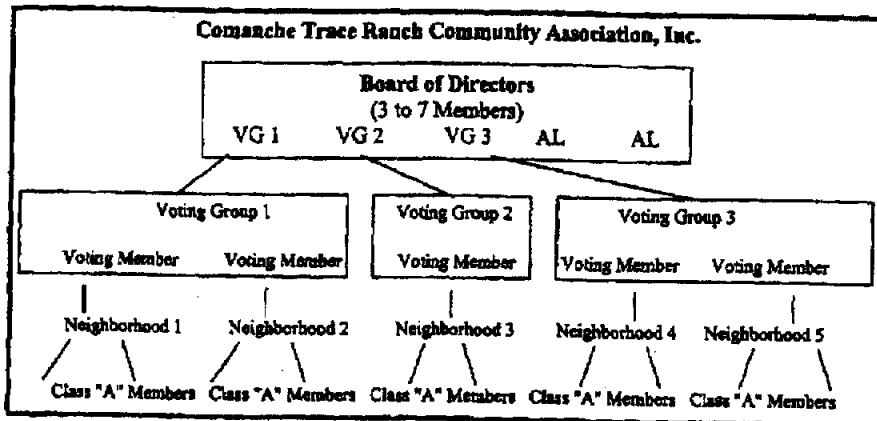 Comanche Trace Ranch Community Association, Inc.
Board of Directors
(3 to 7 Members)
VG 1 VG 2 VG 3 AL AL
Voting Group 1 Voting Group 2 Voting Group 3
Voting Member Voting Member Voting Member Voting Member Voting Member
Neighborhood 1 Neighborhood 2 Neighborhood 3 Neighborhood 4 Neighborhood 5
Class "A" Members Class "A" Members Class "A" Members Class "A" Members Class "A" Members